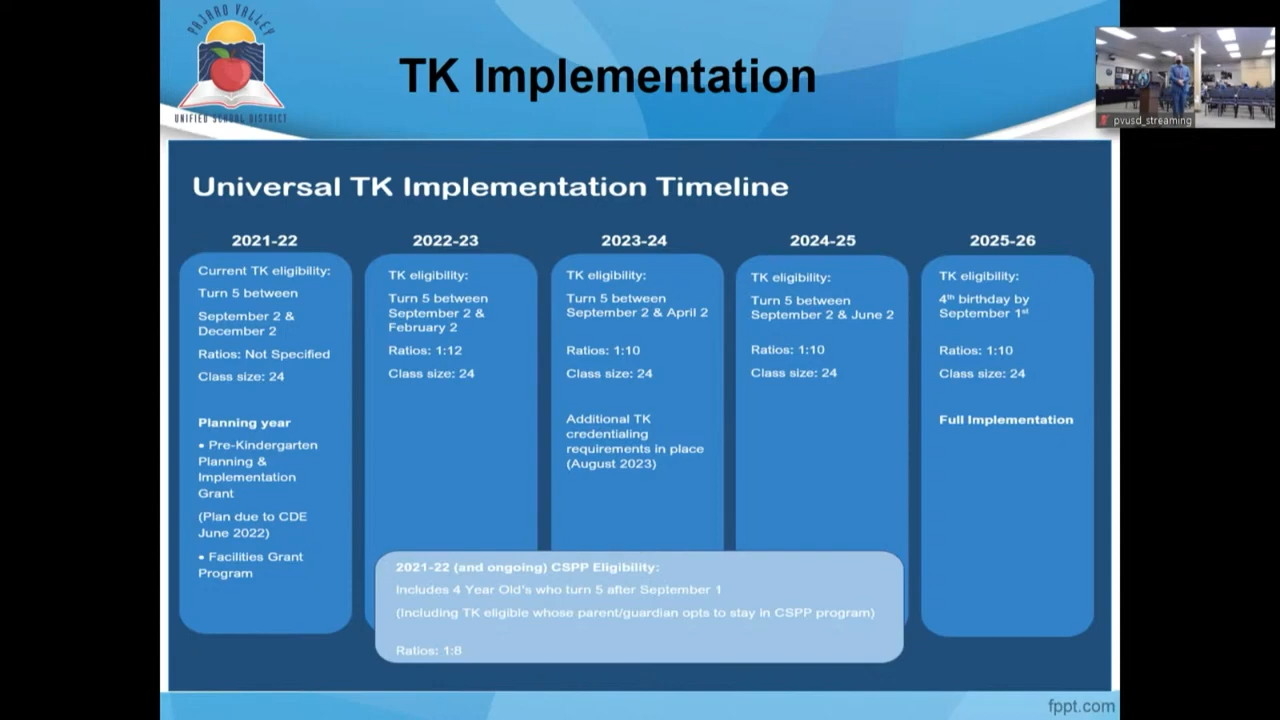 PAJARO VALLEY
UNIFIED SCHOOL DISTRICT
TK Implementation
pvusd_streaming
Universal TK Implementation Timeline
2021-22
Current TK eligibility:
Turn 5 between
September 2 &
December 2
Ratios: Not Specified
Class size: 24
Planning year
• Pre-Kindergarten
Planning &
Implementation
Grant
(Plan due to CDE
June 2022)
• Facilities Grant
Program
2022-23
TK eligibility:
Turn 5 between
September 2 &
February 2
Ratios: 1:12
Class size: 24
2023-24
TK eligibility:
Turn 5 between
September 2 & April 2
Ratios: 1:10
Class size: 24
Additional TK
credentialing
requirements in place
(August 2023)
2024-25
TK eligibility:
Turn 5 between
September 2 & June 2
Ratios: 1:10
Class size: 24
2025-26
TK eligibility:
4th birthday by
September 1st
Ratios: 1:10
Class size: 24
Full Implementation
2021-22 (and ongoing) CSPP Eligibility:
Includes 4 Year Old's who turn 5 after September 1
(Including TK eligible whose parent/guardian opts to stay in CSPP program)
Ratios: 1:8
fppt.com